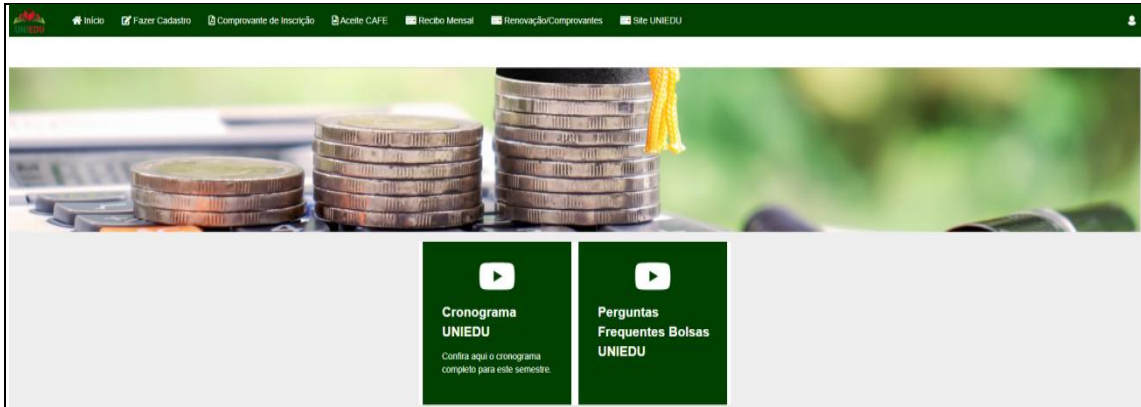 UNIEDU
Início Fazer Cadastro Comprovante de Inscrição Aceite CAFE Recibo Mensal Renovação/Comprovantes Site UNIEDU
Cronograma
UNIEDU
Confira aqui o cronograma
completo para este semestre.
Perguntas
Frequentes Bolsas
UNIEDU